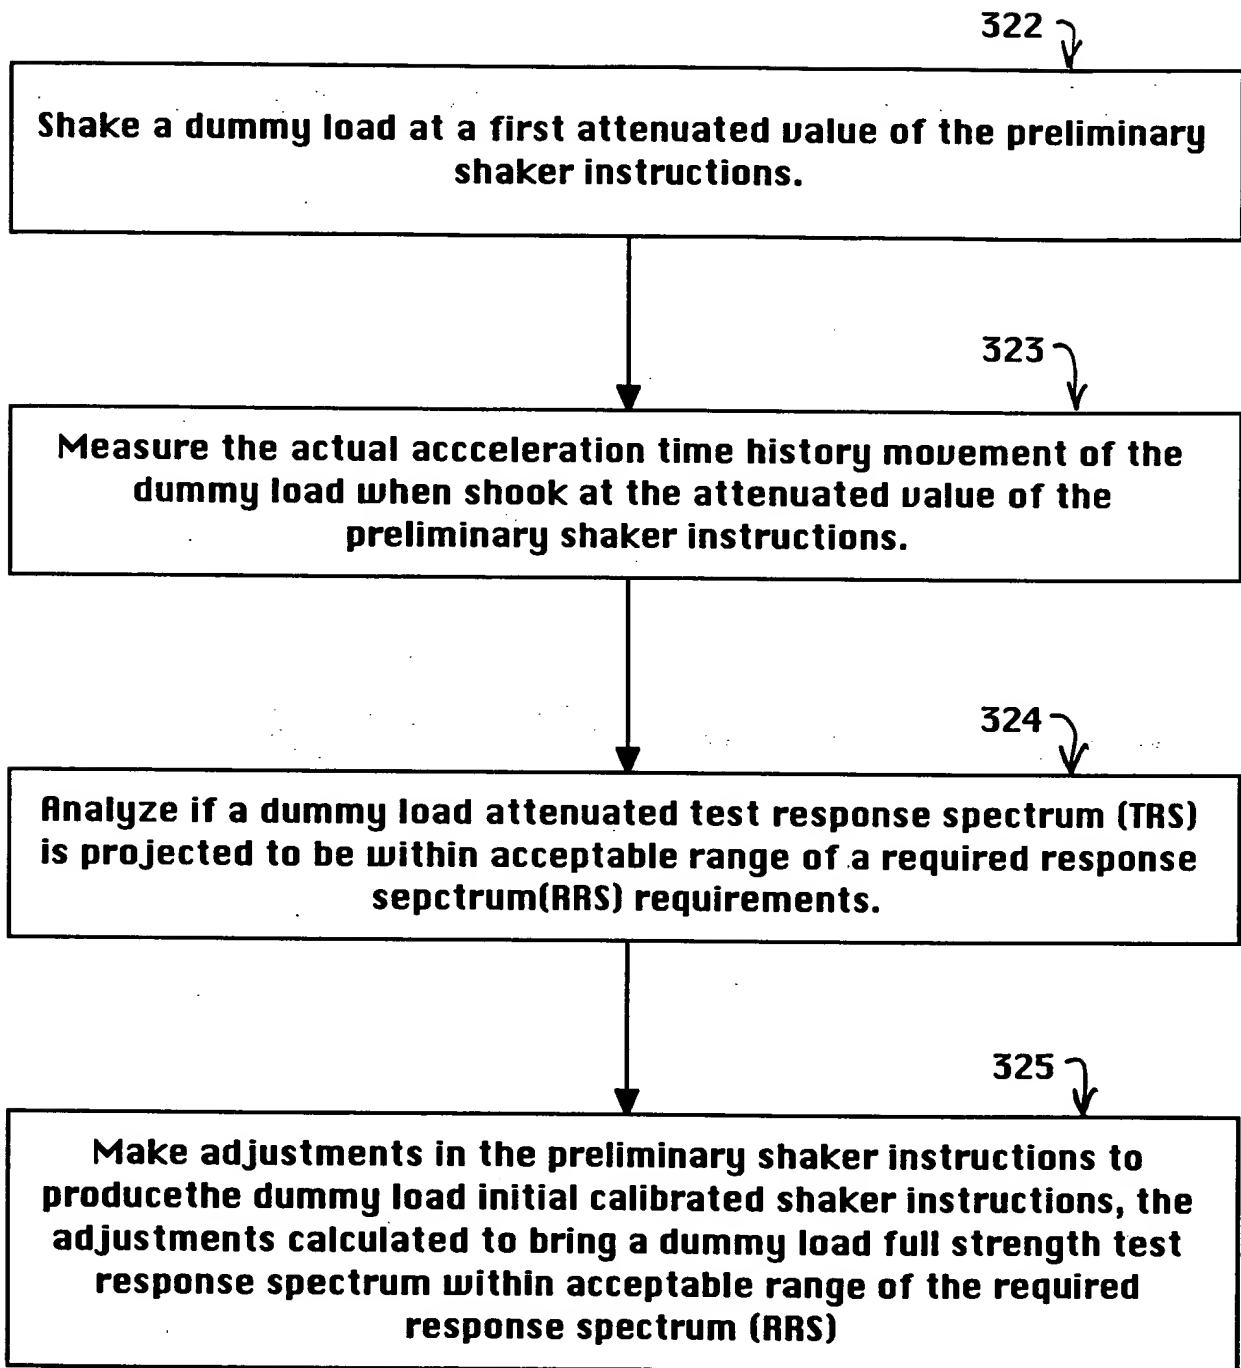 322
Shake a dummy load at a first attenuated value of the preliminary
shaker instructions.
323
Measure the actual accceleration time history movement of the
dummy load when shook at the attenuated value of the
preliminary shaker instructions.
324
Analyze if a dummy load attenuated test response spectrum (TRS)
is projected to be within acceptable range of a required response
sepctrum(RRS) requirements.
325
Make adjustments in the preliminary shaker instructions to
producethe dummy load initial calibrated shaker instructions, the
adjustments calculated to bring a dummy load full strength test
response spectrum within acceptable range of the required
response spectrum (RRS)